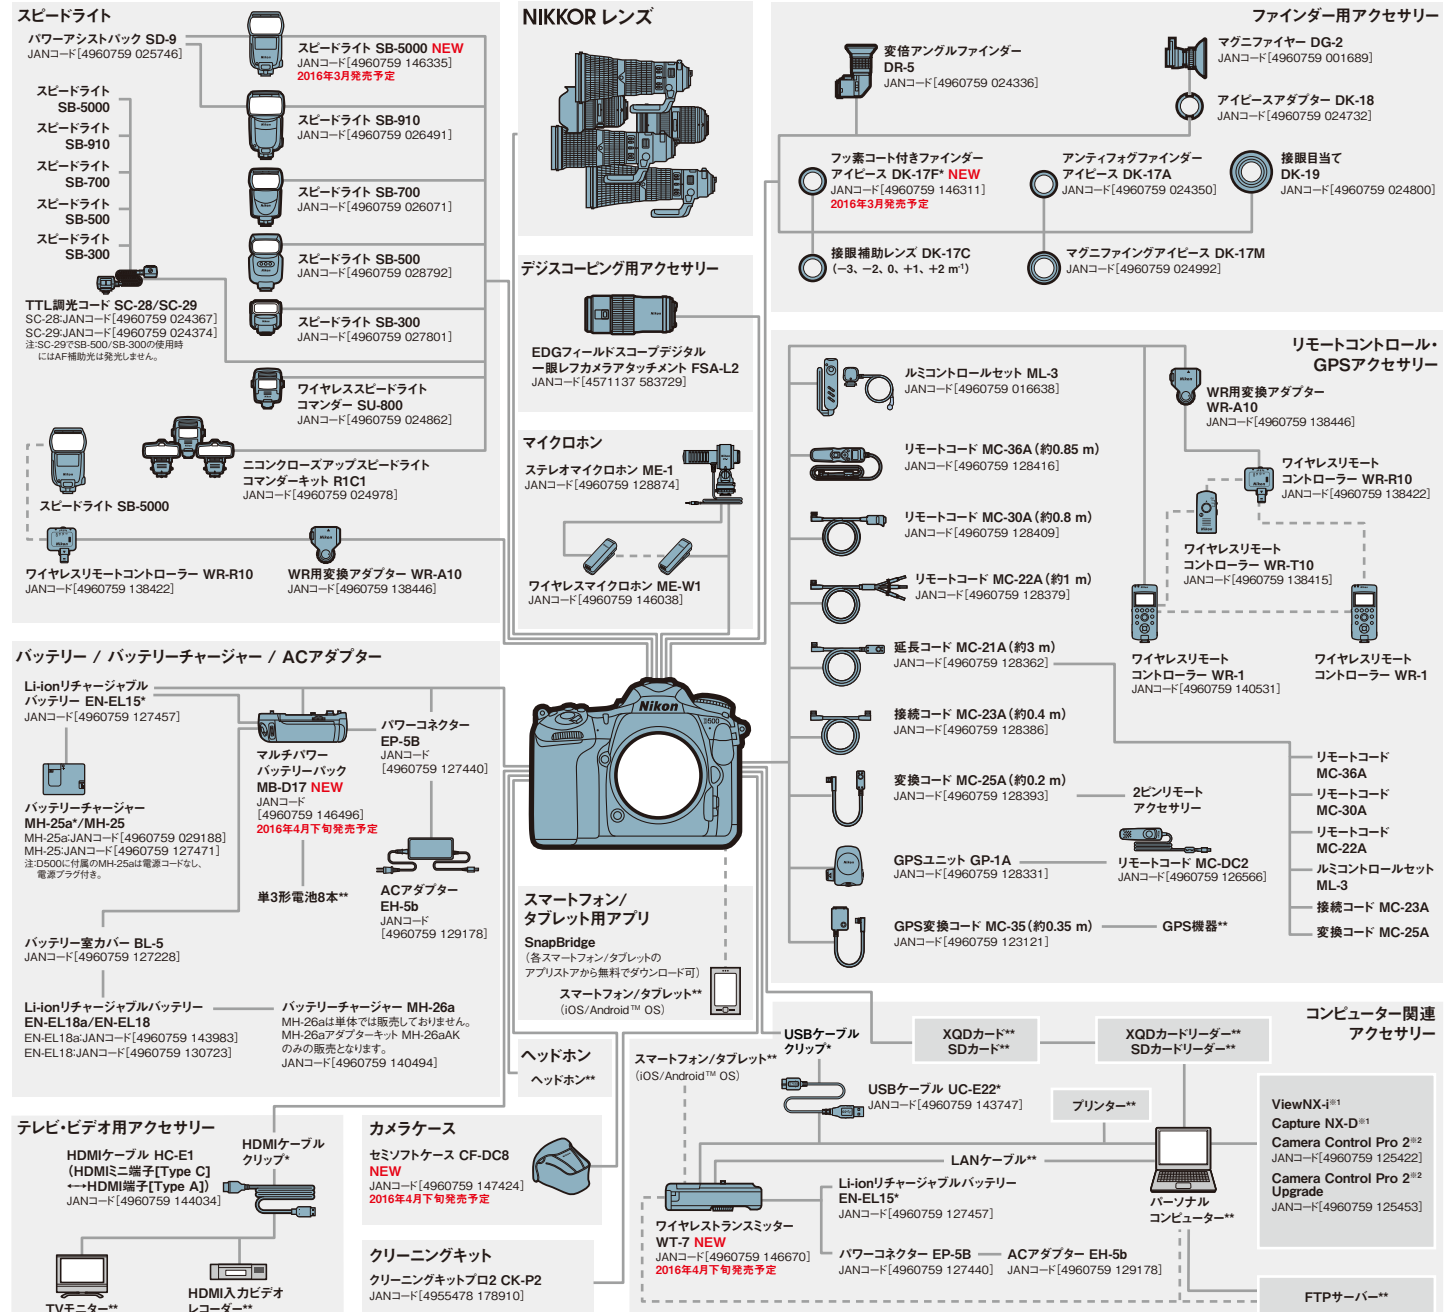 スピードライト
パワーアシストパック SD-9
JANコード[4960759 025746]
スピードライト SB-5000 NEW
JANコード[4960759 146335]
2016年3月発売予定
スピードライト
SB-5000
スピードライト
SB-910
スピードライト
SB-700
スピードライト
SB-500
スピードライト
SB-300
スピードライト SB-910
JANコード[4960759 026491]
スピードライト SB-700
JANコード[4960759 026071]
スピードライト SB-500
JANコード[4960759 028792]
スピードライト SB-300
JANコード[4960759 027801]
TTL調光コード SC-28/SC-29
SC-28:JANコード[4960759 024367]
SC-29:JANコード[4960759 024374]
注:SC-29でSB-500/SB-300の使用時
にはAF補助光は発光しません。
ワイヤレススピードライト
コマンダー SU-800
JANコード[4960759 024862]
ニコンクローズアップスピードライト
コマンダーキット R1C1
JANコード[4960759 024978]
スピードライト SB-5000
ワイヤレスリモートコントローラー WR-R10
JANコード[4960759 138422]
WR用変換アダプター WR-A10
JANコード[4960759 138446]
NIKKOR レンズ
デジスコーピング用アクセサリー
EDGフィールドスコープデジタル
一眼レフカメラアタッチメント FSA-L2
JANコード[4571137 583729]
マイクロホン
ステレオマイクロホン ME-1
JANコード[4960759 128874]
ワイヤレスマイクロホン ME-W1
JANコード[4960759 146038]
ファインダー用アクセサリー
変倍アングルファインダー
DR-5
JANコード[4960759 024336]
マグニファイヤー DG-2
JANコード[4960759 001689]
アイピースアダプター DK-18
JANコード[4960759 024732]
フッ素コート付きファインダー
アイピース DK-17F* NEW
JANコード[4960759 146311]
2016年3月発売予定
アンティフォグファインダー
アイピース DK-17A
JANコード[4960759 024350]
接眼目当て
DK-19
JANコード[4960759 024800]
接眼補助レンズ DK-17C
(−3、−2、0、+1、+2 m⁻¹)
マグニファイングアイピース DK-17M
JANコード[4960759 024992]
リモートコントロール・
GPSアクセサリー
ルミコントロールセット ML-3
JANコード[4960759 016638]
リモートコード MC-36A(約0.85 m)
JANコード[4960759 128416]
リモートコード MC-30A(約0.8 m)
JANコード[4960759 128409]
リモートコード MC-22A(約1 m)
JANコード[4960759 128379]
延長コード MC-21A(約3 m)
JANコード[4960759 128362]
接続コード MC-23A(約0.4 m)
JANコード[4960759 128386]
変換コード MC-25A(約0.2 m)
JANコード[4960759 128393]
GPSユニット GP-1A
JANコード[4960759 128331]
GPS変換コード MC-35(約0.35 m)
JANコード[4960759 123121]
WR用変換アダプター
WR-A10
JANコード[4960759 138446]
ワイヤレスリモート
コントローラー WR-R10
JANコード[4960759 138422]
ワイヤレスリモート
コントローラー WR-T10
JANコード[4960759 138415]
ワイヤレスリモート
コントローラー WR-1
JANコード[4960759 140531]
ワイヤレスリモート
コントローラー WR-1
2ピンリモート
アクセサリー
リモートコード MC-DC2
JANコード[4960759 126566]
GPS機器**
リモートコード
MC-36A
リモートコード
MC-30A
リモートコード
MC-22A
ルミコントロールセット
ML-3
接続コード MC-23A
変換コード MC-25A
バッテリー / バッテリーチャージャー / ACアダプター
Li-ionリチャージャブル
バッテリー EN-EL15*
JANコード[4960759 127457]
バッテリーチャージャー
MH-25a*/MH-25
MH-25a:JANコード[4960759 029188]
MH-25:JANコード[4960759 127471]
注:D500に付属のMH-25aは電源コードなし、
電源プラグ付き。
マルチパワー
バッテリーパック
MB-D17 NEW
JANコード
[4960759 146496]
2016年4月下旬発売予定
単3形電池8本**
パワーコネクター
EP-5B
JANコード
[4960759 127440]
ACアダプター
EH-5b
JANコード
[4960759 129178]
バッテリー室カバー BL-5
JANコード[4960759 127228]
Li-ionリチャージャブルバッテリー
EN-EL18a/EN-EL18
EN-EL18a:JANコード[4960759 143983]
EN-EL18:JANコード[4960759 130723]
バッテリーチャージャー MH-26a
MH-26aは単体では販売しておりません。
MH-26aアダプターキット MH-26aAK
のみの販売となります。
JANコード[4960759 140494]
Nikon
D500
スマートフォン/
タブレット用アプリ
SnapBridge
(各スマートフォン/タブレットの
アプリストアから無料でダウンロード可)
スマートフォン/タブレット**
(iOS/Android™ OS)
ヘッドホン
ヘッドホン**
テレビ・ビデオ用アクセサリー
HDMIケーブル HC-E1
(HDMIミニ端子[Type C]
←→HDMI端子[Type A])
JANコード[4960759 144034]
HDMIケーブル
クリップ*
TVモニター**
HDMI入力ビデオ
レコーダー**
カメラケース
セミソフトケース CF-DC8
NEW
JANコード[4960759 147424]
2016年4月下旬発売予定
クリーニングキット
クリーニングキットプロ2 CK-P2
JANコード[4955478 178910]
コンピューター関連
アクセサリー
スマートフォン/タブレット**
(iOS/Android™ OS)
USBケーブル
クリップ*
XQDカード**
SDカード**
XQDカードリーダー**
SDカードリーダー**
USBケーブル UC-E22*
JANコード[4960759 143747]
プリンター**
LANケーブル**
Li-ionリチャージャブルバッテリー
EN-EL15*
JANコード[4960759 127457]
ワイヤレストランスミッター
WT-7 NEW
JANコード[4960759 146670]
2016年4月下旬発売予定
パワーコネクター EP-5B
JANコード[4960759 127440]
ACアダプター EH-5b
JANコード[4960759 129178]
パーソナル
コンピューター**
ViewNX-i※1
Capture NX-D※1
Camera Control Pro 2※2
JANコード[4960759 125422]
Camera Control Pro 2※2
Upgrade
JANコード[4960759 125453]
FTPサーバー**